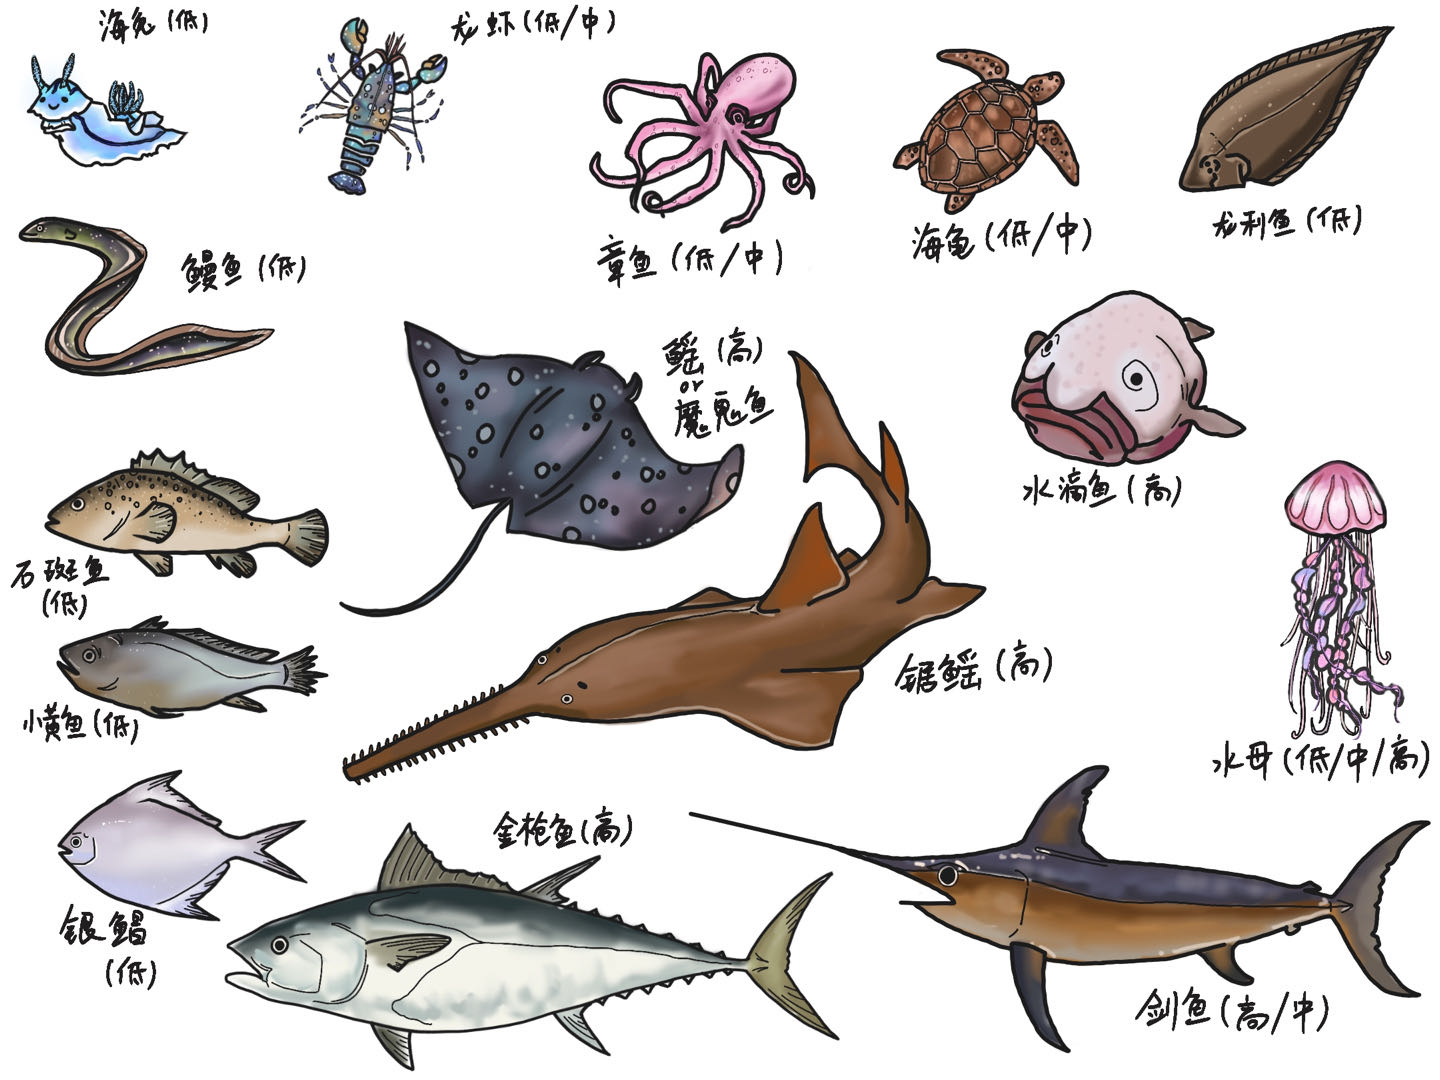 海兔(低)
龙虾(低/中)
章鱼(低/中)
海龟(低/中)
龙利鱼(低)
鳗鱼(低)
鳐(高)
or
魔鬼鱼
水滴鱼(高)
石斑鱼
(低)
小黄鱼(低)
锯鳐(高)
水母(低/中/高)
银鲳
(低)
金枪鱼(高)
剑鱼(高/中)